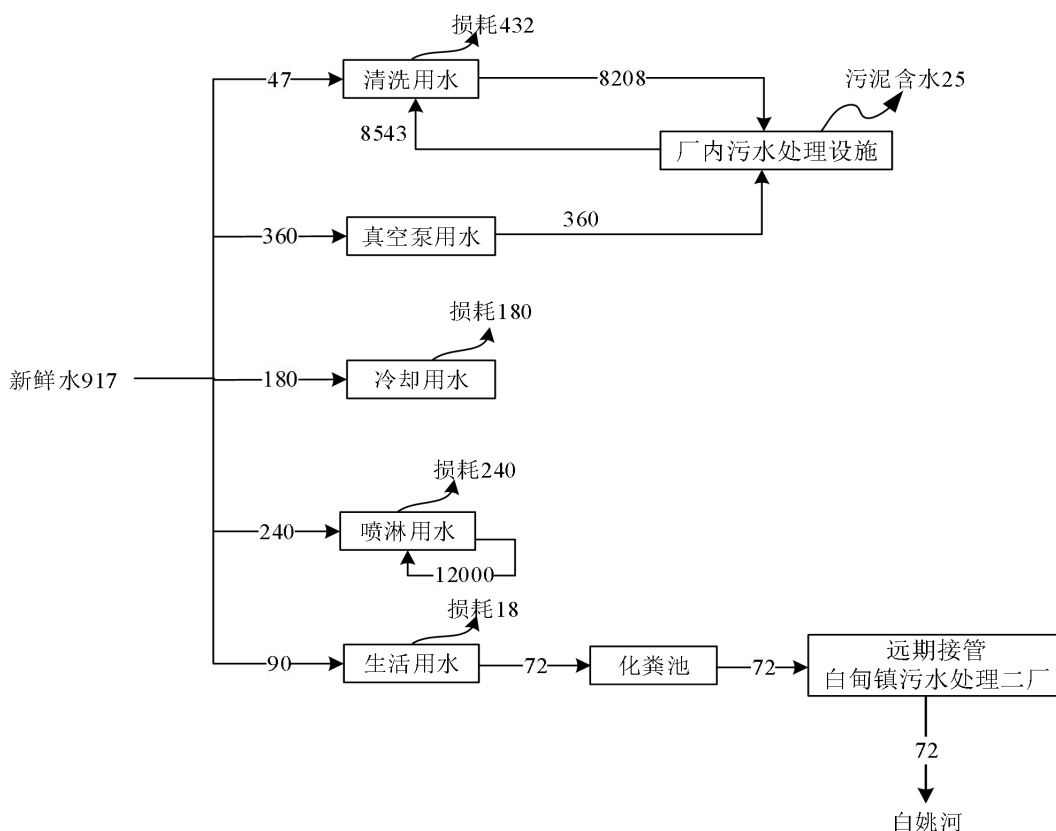 损耗432
47
清洗用水
8208
污泥含水25
8543
厂内污水处理设施
360
真空泵用水
360
损耗180
新鲜水917
180
冷却用水
损耗240
240
喷淋用水
12000
损耗18
90
生活用水
72
化粪池
72
远期接管
白甸镇污水处理二厂
72
白姚河